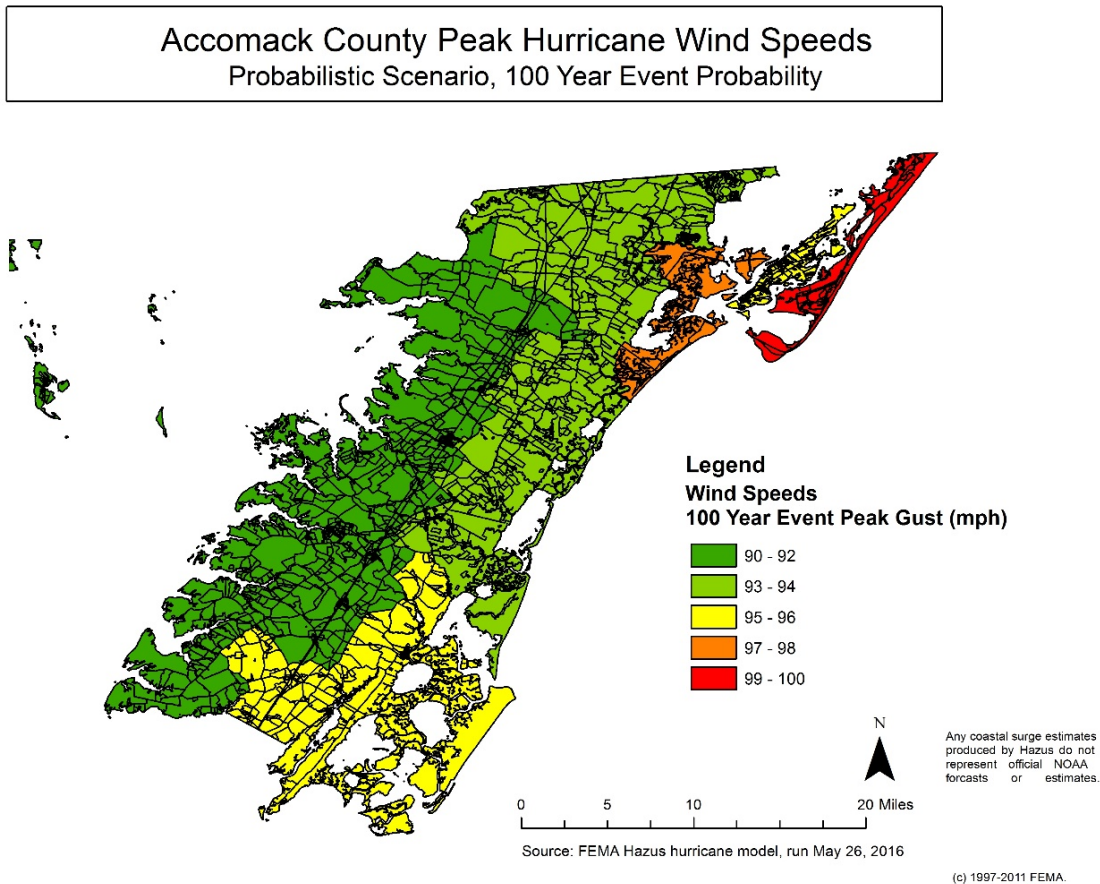 Accomack County Peak Hurricane Wind Speeds
Probabilistic Scenario, 100 Year Event Probability
Legend
Wind Speeds
100 Year Event Peak Gust (mph)
90 - 92
93 - 94
95 - 96
97 - 98
99 - 100
N
Any coastal surge estimates
produced by Hazus do not
represent official NOAA
forcasts or estimates.
0 5 10 20 Miles
Source: FEMA Hazus hurricane model, run May 26, 2016
(c) 1997-2011 FEMA.